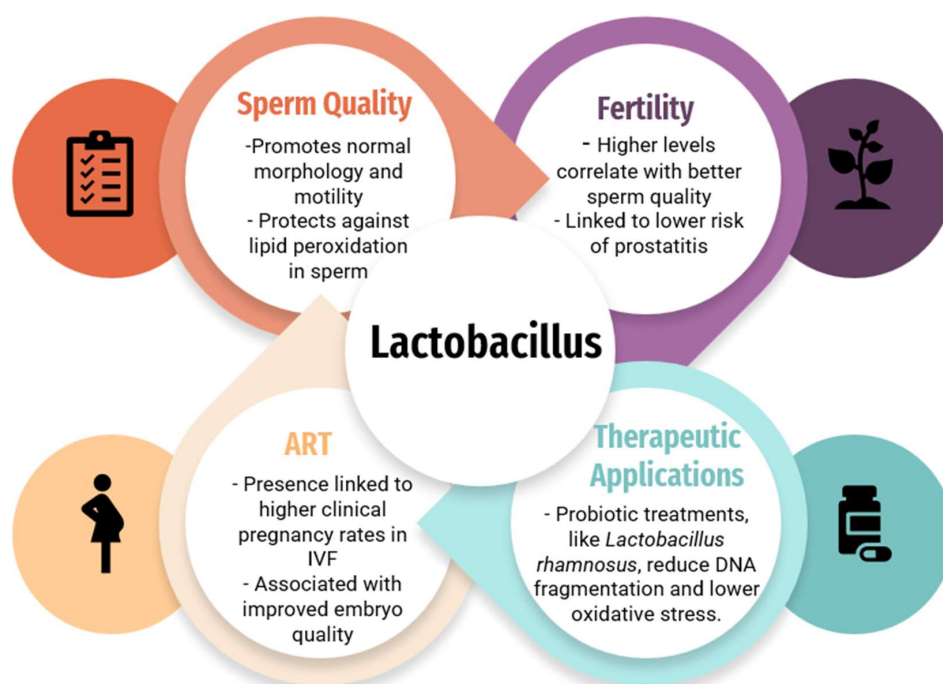 Sperm Quality
-Promotes normal
morphology and
motility
- Protects against
lipid peroxidation
in sperm
Fertility
- Higher levels
correlate with better
sperm quality
- Linked to lower risk
of prostatitis
Lactobacillus
ART
- Presence linked to
higher clinical
pregnancy rates in
IVF
- Associated with
improved embryo
quality
Therapeutic
Applications
- Probiotic treatments,
like Lactobacillus
rhamnosus, reduce DNA
fragmentation and lower
oxidative stress.